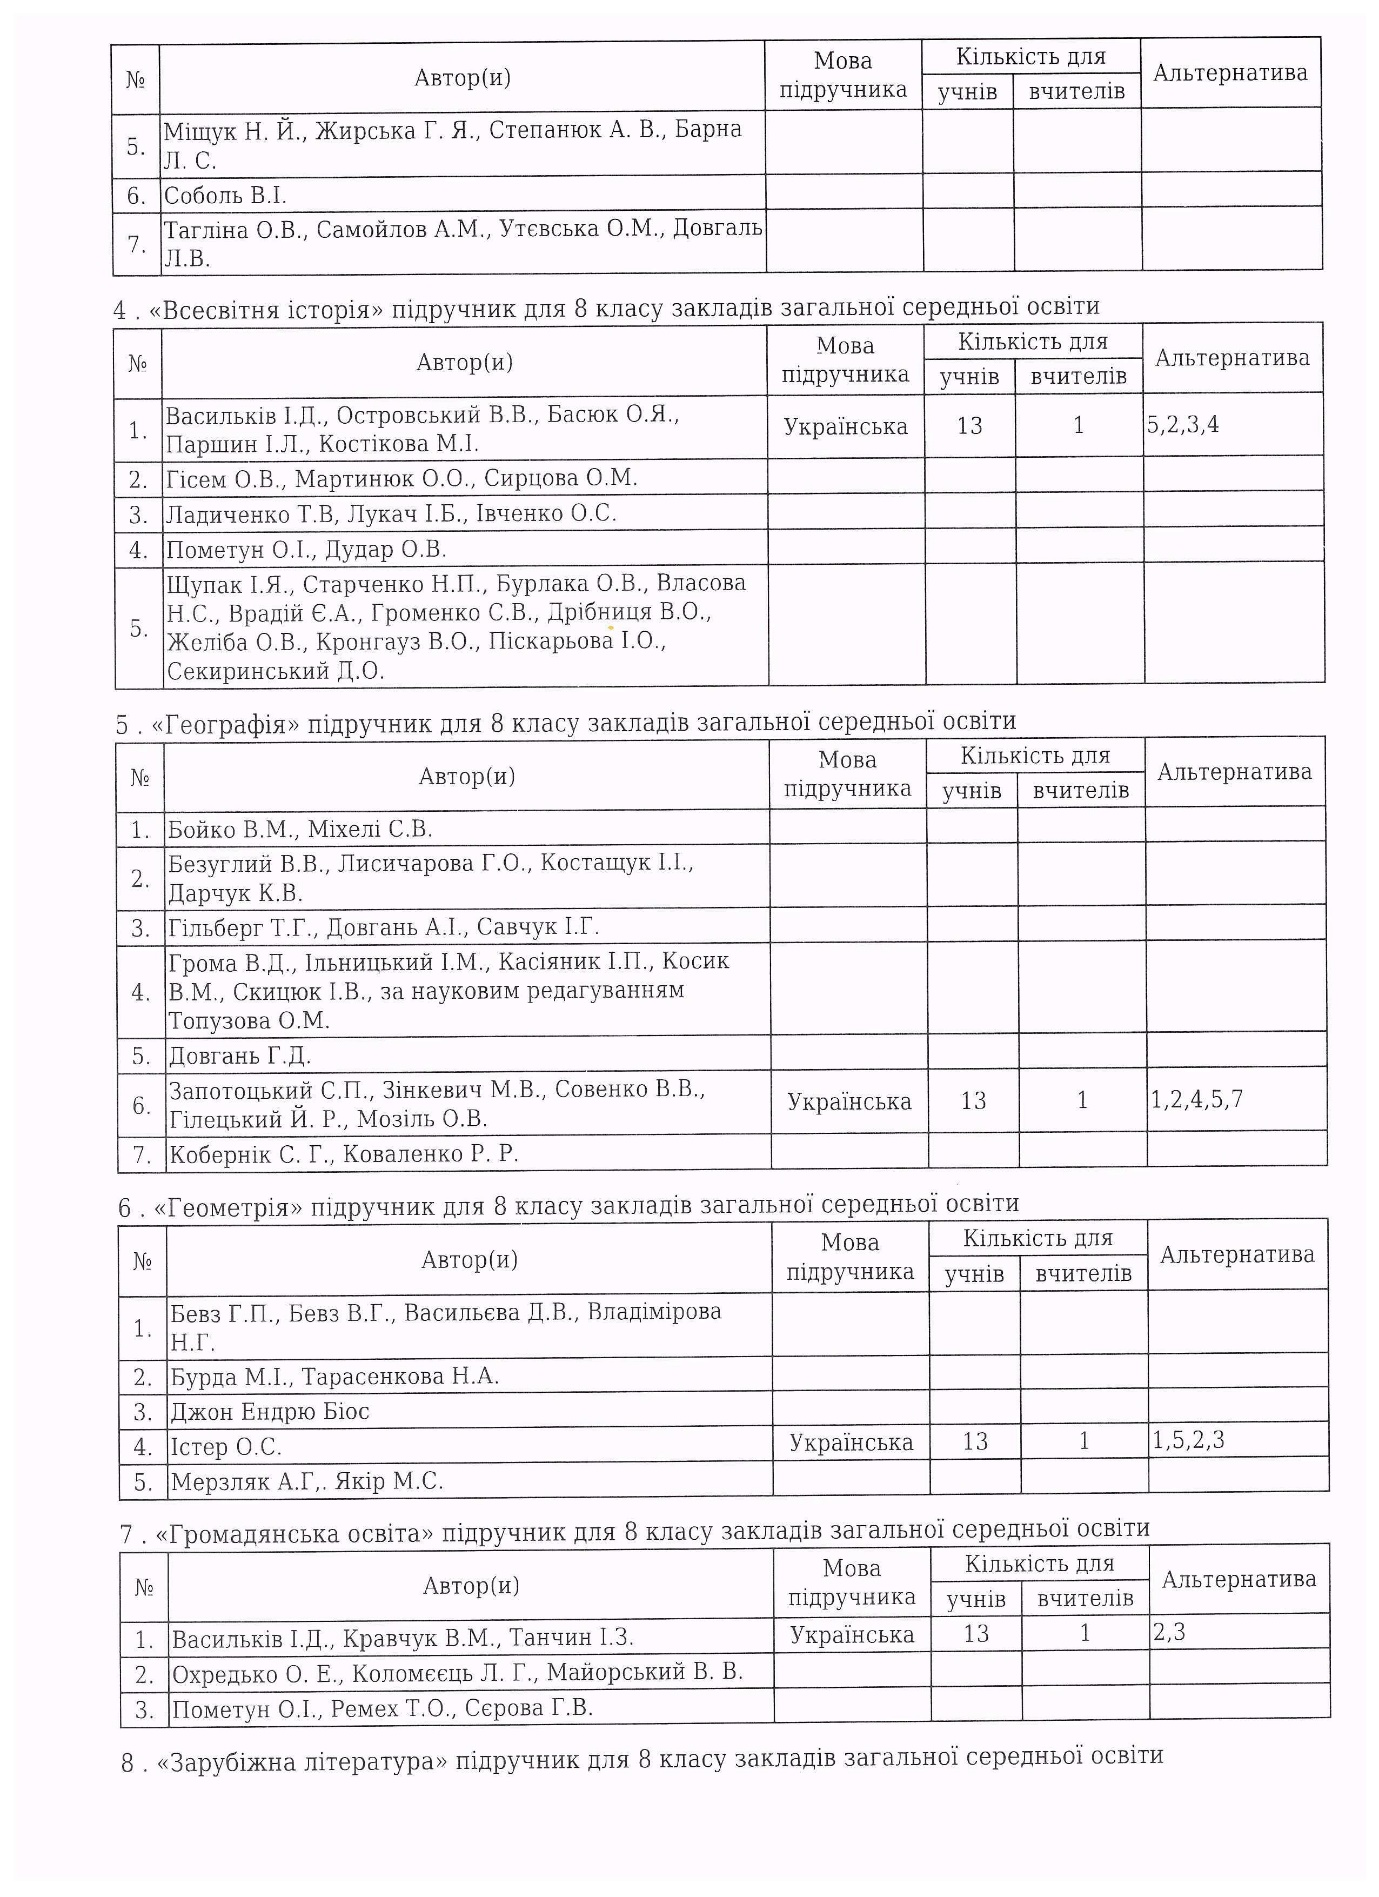 № Автор(и) Мова підручника Кількість для учнів вчителів Альтернатива
5. Міщук Н. Й., Жирська Г. Я., Степанюк А. В., Барна
Л. С.
6. Соболь В.І.
7. Тагліна О.В., Самойлов А.М., Утєвська О.М., Довгаль
Л.В.
4 . «Всесвітня історія» підручник для 8 класу закладів загальної середньої освіти
№ Автор(и) Мова підручника Кількість для учнів вчителів Альтернатива
1. Васильків І.Д., Островський В.В., Басюк О.Я.,
Паршин І.Л., Костікова М.І. Українська 13 1 5,2,3,4
2. Гісем О.В., Мартинюк О.О., Сирцова О.М.
3. Ладиченко Т.В, Лукач І.Б., Івченко О.С.
4. Пометун О.І., Дудар О.В.
5. Щупак І.Я., Старченко Н.П., Бурлака О.В., Власова
Н.С., Врадій Є.А., Громенко С.В., Дрібниця В.О.,
Желіба О.В., Кронгауз В.О., Піскарьова І.О.,
Секиринський Д.О.
5 . «Географія» підручник для 8 класу закладів загальної середньої освіти
№ Автор(и) Мова підручника Кількість для учнів вчителів Альтернатива
1. Бойко В.М., Міхелі С.В.
2. Безуглий В.В., Лисичарова Г.О., Костащук І.І.,
Дарчук К.В.
3. Гільберг Т.Г., Довгань А.І., Савчук І.Г.
4. Грома В.Д., Ільницький І.М., Касіяник І.П., Косик
В.М., Скицюк І.В., за науковим редагуванням
Топузова О.М.
5. Довгань Г.Д.
6. Запотоцький С.П., Зінкевич М.В., Совенко В.В.,
Гілецький Й. Р., Мозіль О.В. Українська 13 1 1,2,4,5,7
7. Кобернік С. Г., Коваленко Р. Р.
6 . «Геометрія» підручник для 8 класу закладів загальної середньої освіти
№ Автор(и) Мова підручника Кількість для учнів вчителів Альтернатива
1. Бевз Г.П., Бевз В.Г., Васильєва Д.В., Владімірова
Н.Г.
2. Бурда М.І., Тарасенкова Н.А.
3. Джон Ендрю Біос
4. Істер О.С. Українська 13 1 1,5,2,3
5. Мерзляк А.Г,. Якір М.С.
7 . «Громадянська освіта» підручник для 8 класу закладів загальної середньої освіти
№ Автор(и) Мова підручника Кількість для учнів вчителів Альтернатива
1. Васильків І.Д., Кравчук В.М., Танчин І.З. Українська 13 1 2,3
2. Охредько О. Е., Коломєєць Л. Г., Майорський В. В.
3. Пометун О.І., Ремех Т.О., Сєрова Г.В.
8 . «Зарубіжна література» підручник для 8 класу закладів загальної середньої освіти